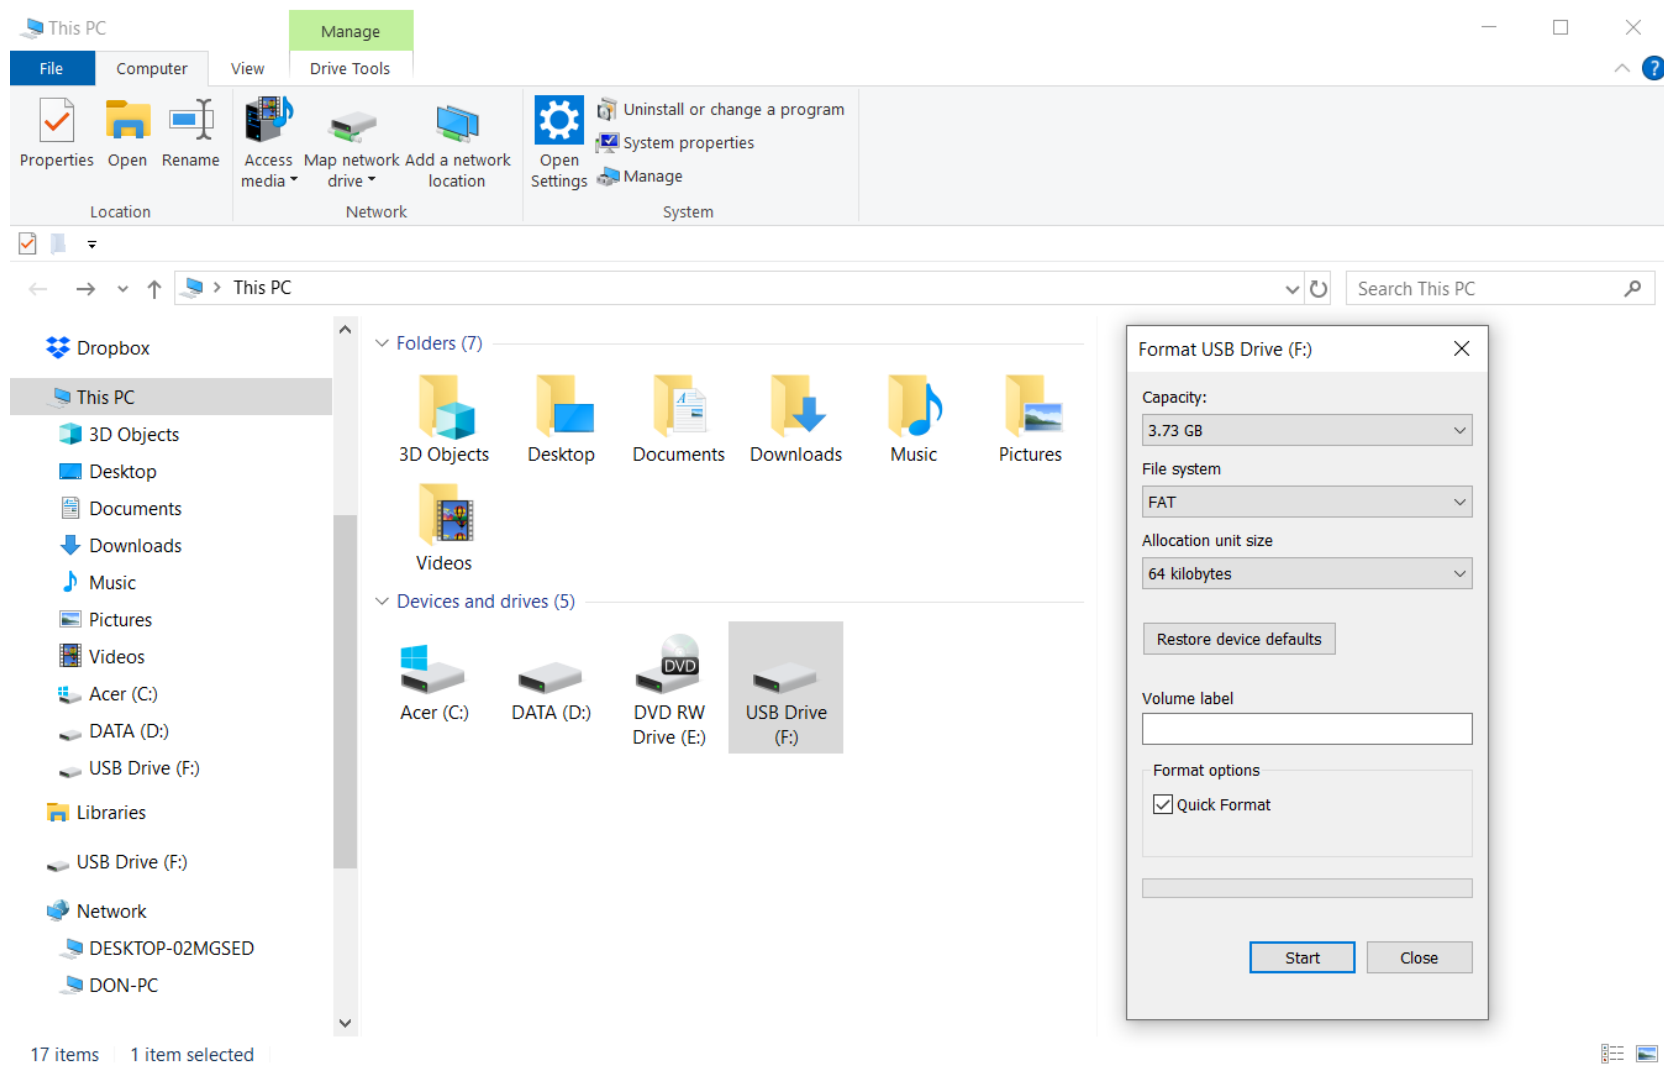 This PC
Manage
File
Computer
View
Drive Tools
?
Properties
Open
Rename
Access
media
Map network
drive
Add a network
location
Open
Settings
Uninstall or change a program
System properties
Manage
Location
Network
System
This PC
Search This PC
Dropbox
This PC
3D Objects
Desktop
Documents
Downloads
Music
Pictures
Videos
Acer (C:)
DATA (D:)
USB Drive (F:)
Libraries
USB Drive (F:)
Network
DESKTOP-02MGSED
DON-PC
Folders (7)
3D Objects
Desktop
A
Documents
Downloads
Music
Pictures
Videos
Devices and drives (5)
Acer (C:)
DATA (D:)
DVD
DVD RW
Drive (E:)
USB Drive
(F:)
Format USB Drive (F:)
Capacity:
3.73 GB
File system
FAT
Allocation unit size
64 kilobytes
Restore device defaults
Volume label
Format options
Quick Format
Start
Close
17 items
1 item selected